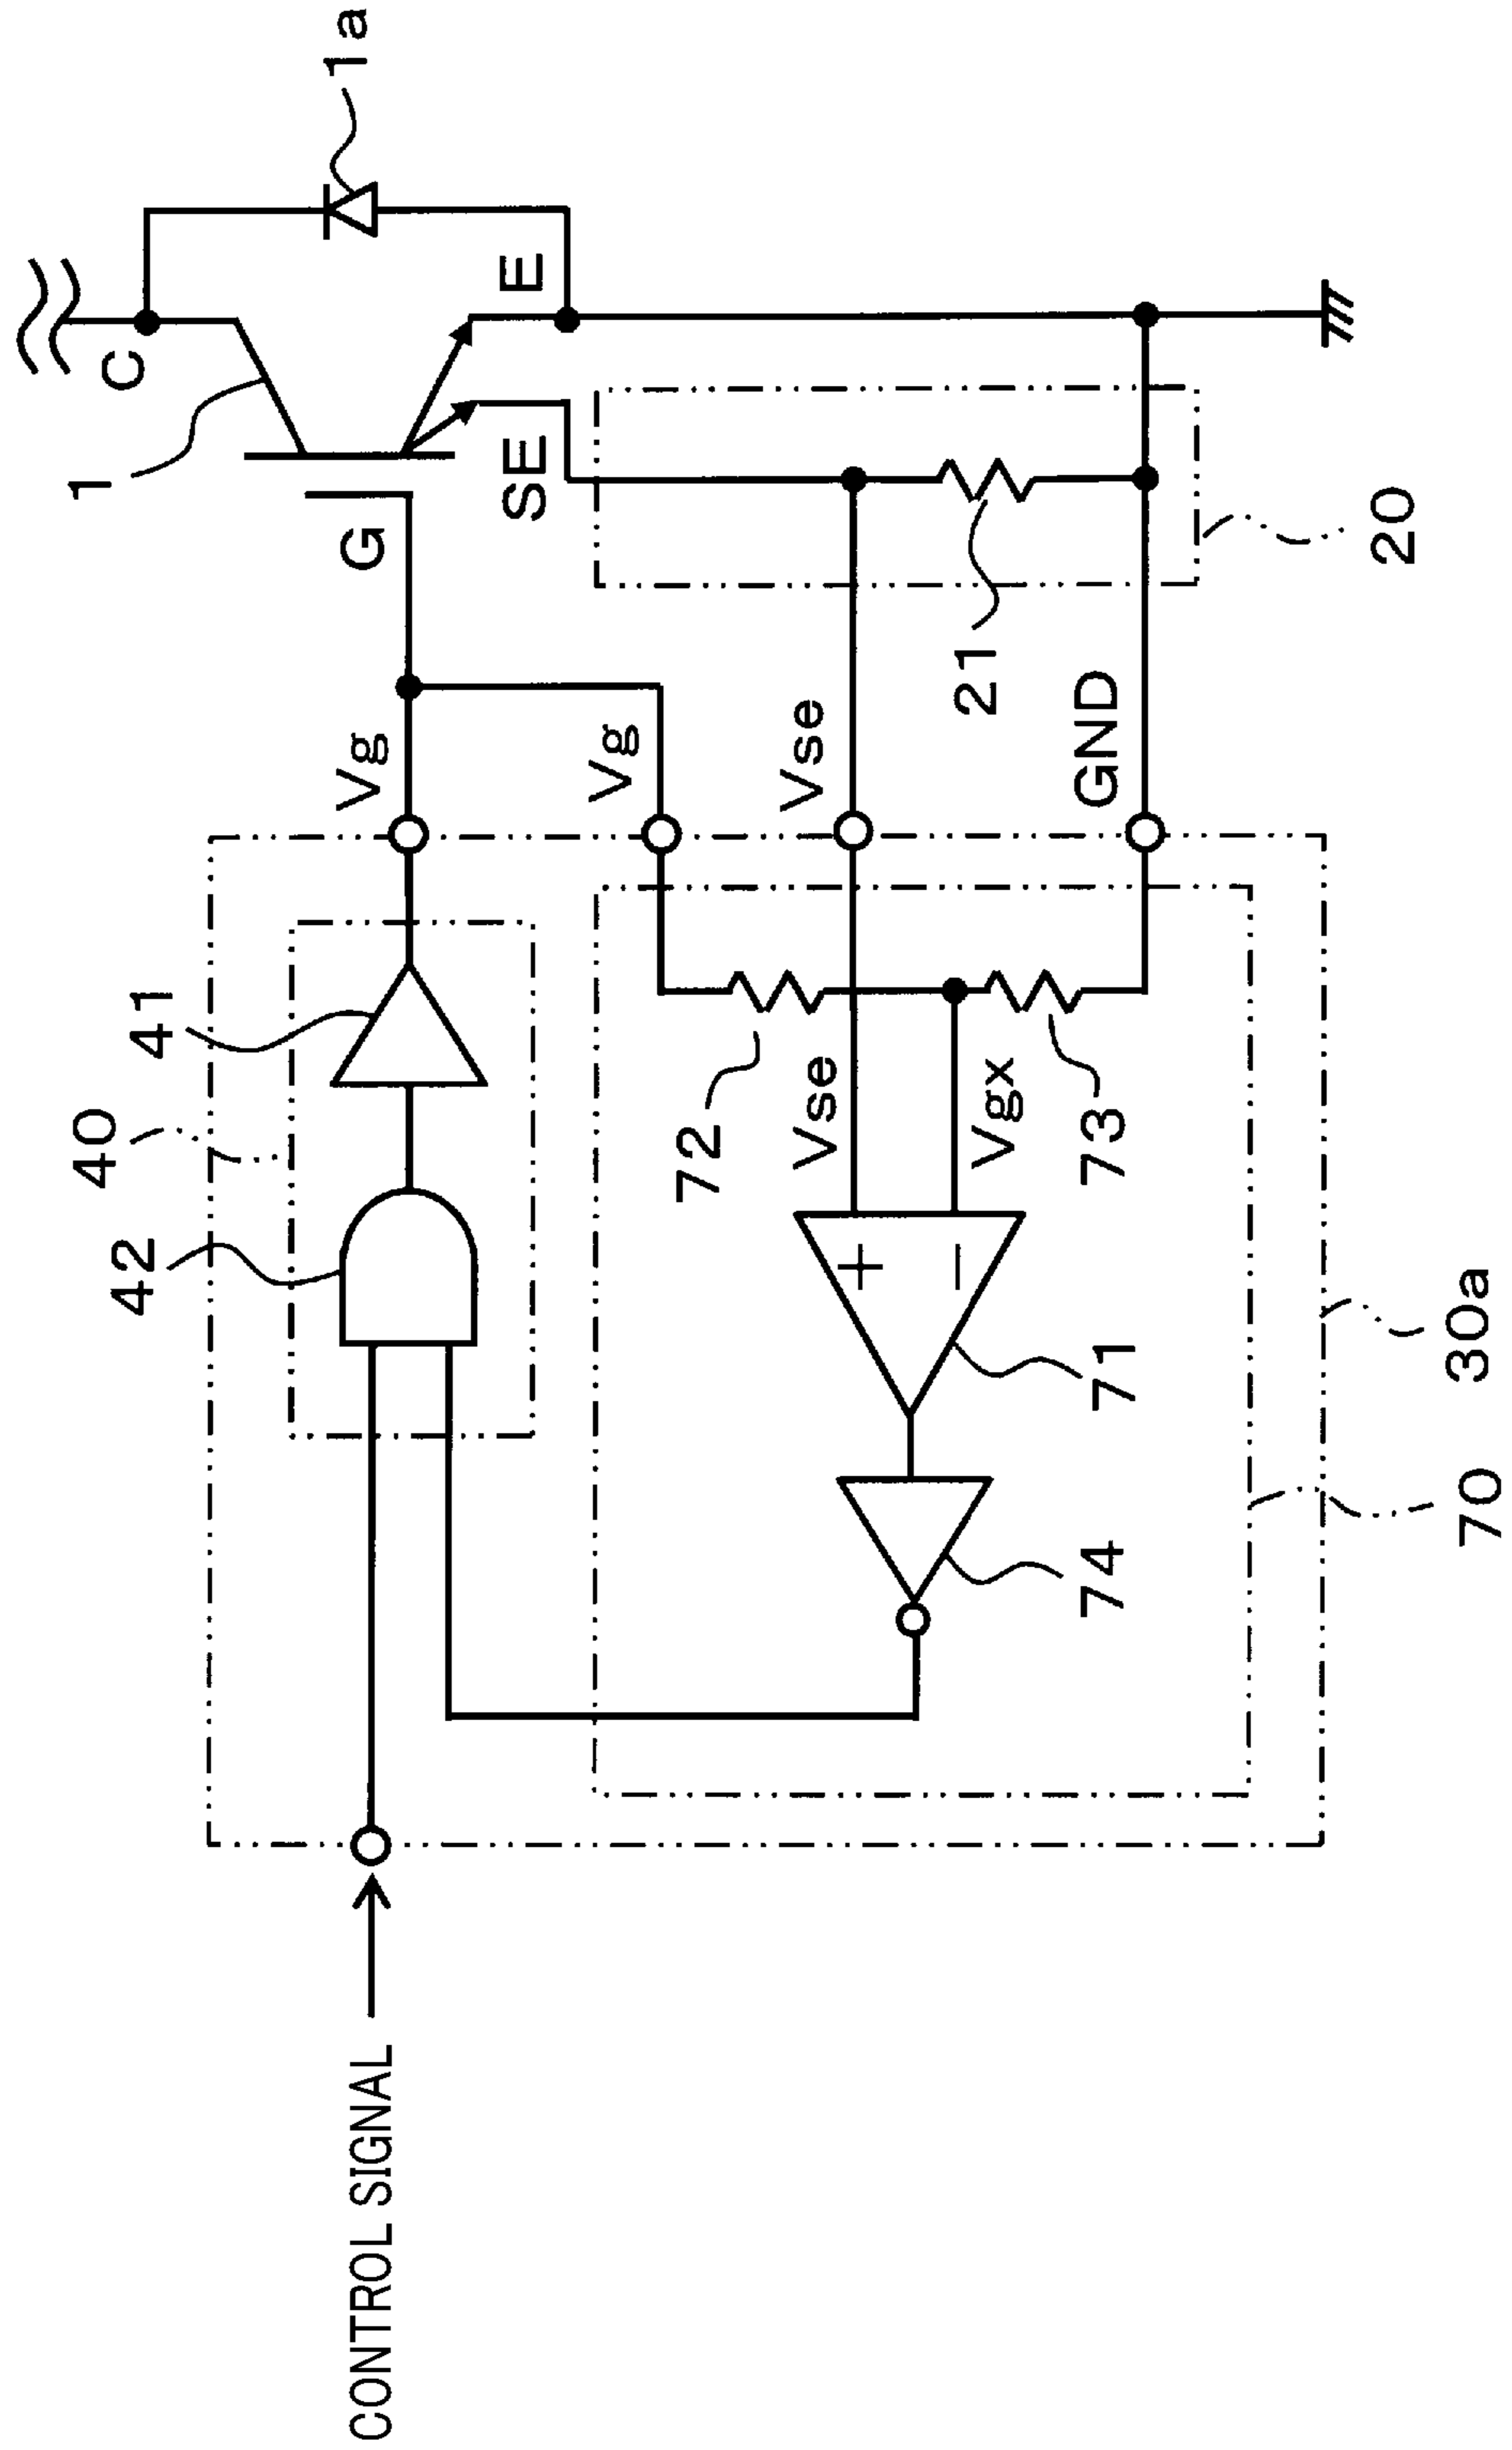 1a
C
1
E
SE
G
20
21
Vg
Vg
Vse
GND
41
40
42
72
Vse
Vgx
73
71
30a
74
70
CONTROL SIGNAL